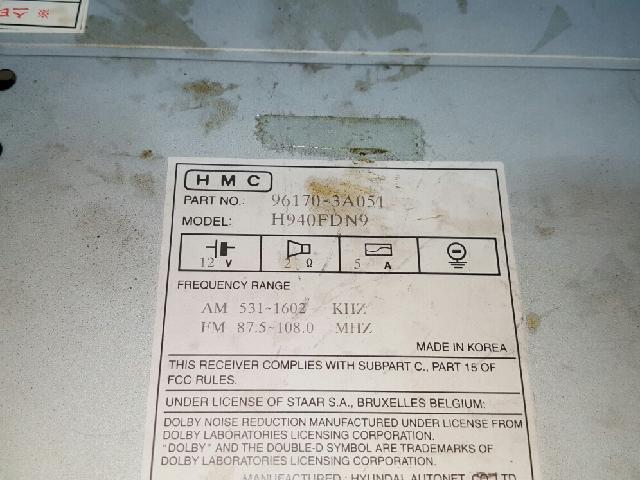 HMC
PART NO.: 96170-3A051
MODEL: H940FDN9
12 V 2 Ω 5 A
FREQUENCY RANGE
AM 531~1602 KHZ
FM 87.5~108.0 MHZ
MADE IN KOREA
THIS RECEIVER COMPLIES WITH SUBPART C., PART 15 OF
FCC RULES.
UNDER LICENSE OF STAAR S.A., BRUXELLES BELGIUM:
DOLBY NOISE REDUCTION MANUFACTURED UNDER LICENSE FROM
DOLBY LABORATORIES LICENSING CORPORATION.
"DOLBY" AND THE DOUBLE-D SYMBOL ARE TRADEMARKS OF
DOLBY LABORATORIES LICENSING CORPORATION.
MANUFACTURED: HYUNDAI AUTONET CO., LTD